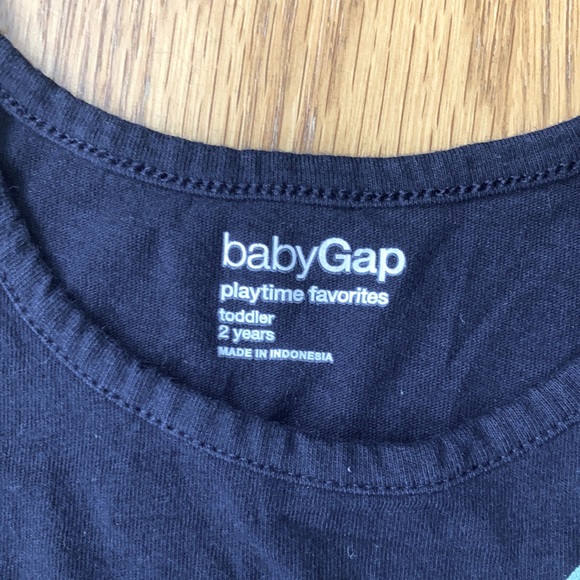 babyGap
playtime favorites
toddler
2 years
MADE IN INDONESIA